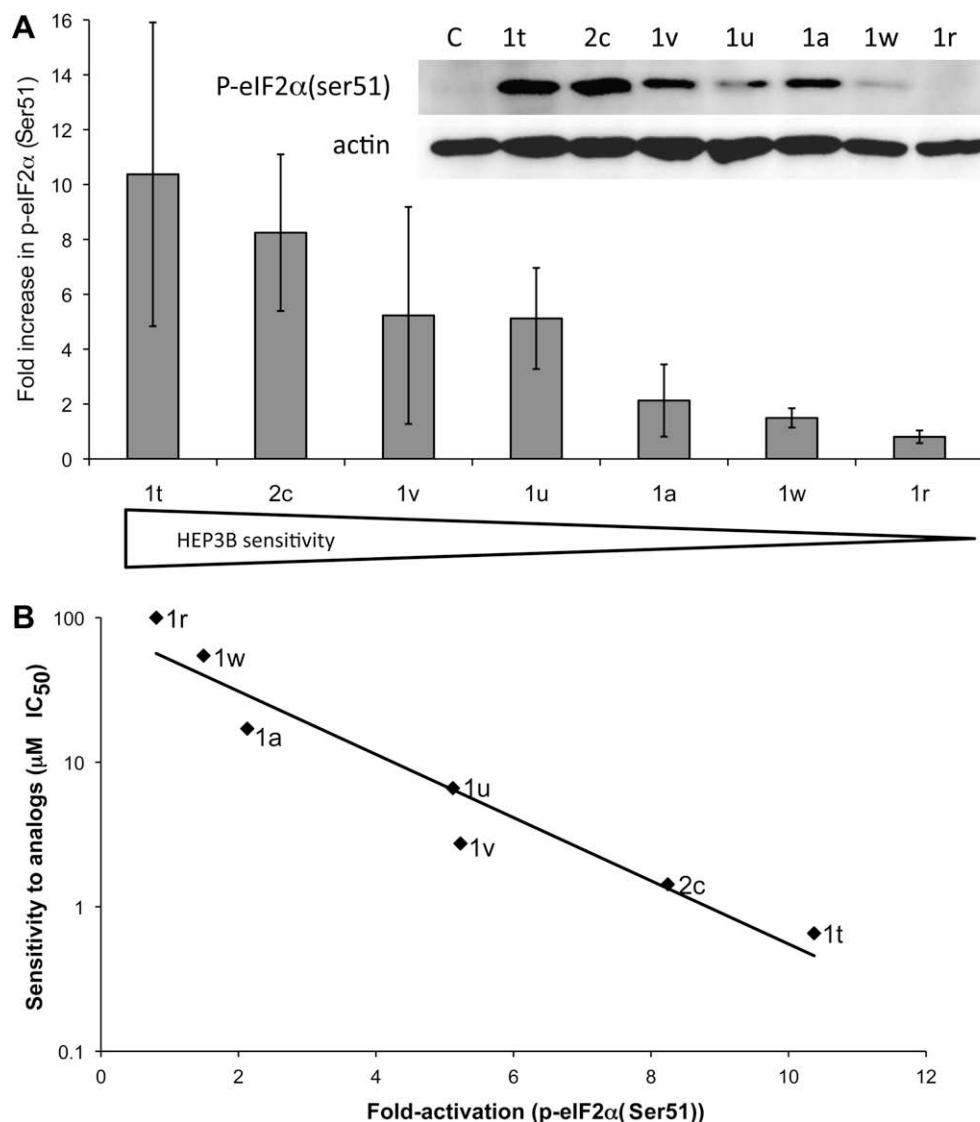 A
C 1t 2c 1v 1u 1a 1w 1r
P-eIF2α(ser51)
actin
Fold increase in p-eIF2α (Ser51)
16
14
12
10
8
6
4
2
0
1t 2c 1v 1u 1a 1w 1r
HEP3B sensitivity
B
Sensitivity to analogs (μM IC50)
100
10
1
0.1
1r
1w
1a
1u
1v
2c
1t
0 2 4 6 8 10 12
Fold-activation (p-eIF2α(Ser51))